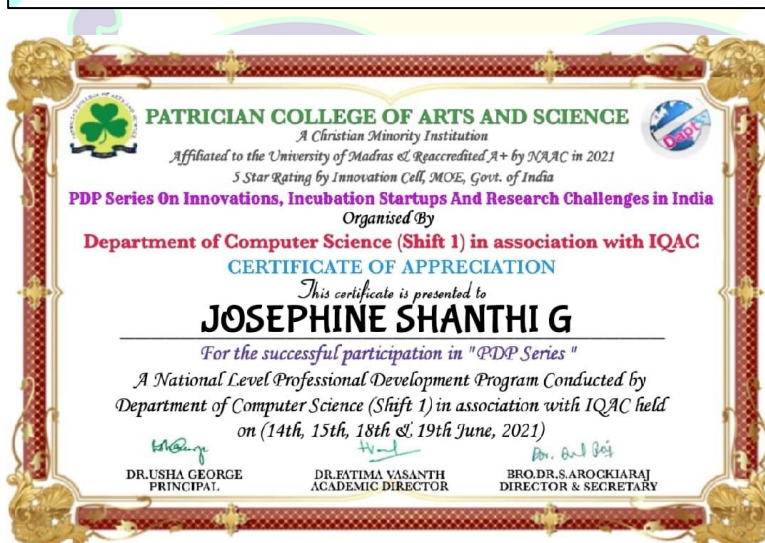 PATRICIAN COLLEGE OF ARTS AND SCIENCE
A Christian Minority Institution
Affiliated to the University of Madras & Reaccredited A+ by NAAC in 2021
5 Star Rating by Innovation Cell, MOE, Govt. of India
PDP Series On Innovations, Incubation Startups And Research Challenges in India
Organised By
Department of Computer Science (Shift 1) in association with IQAC
CERTIFICATE OF APPRECIATION
This certificate is presented to
JOSEPHINE SHANTHI G
For the successful participation in "PDP Series "
A National Level Professional Development Program Conducted by
Department of Computer Science (Shift 1) in association with IQAC held
on (14th, 15th, 18th & 19th June, 2021)
DR.USHA GEORGE
PRINCIPAL
DR.FATIMA VASANTH
ACADEMIC DIRECTOR
BRO.DR.S.AROCKIARAJ
DIRECTOR & SECRETARY
Dapt